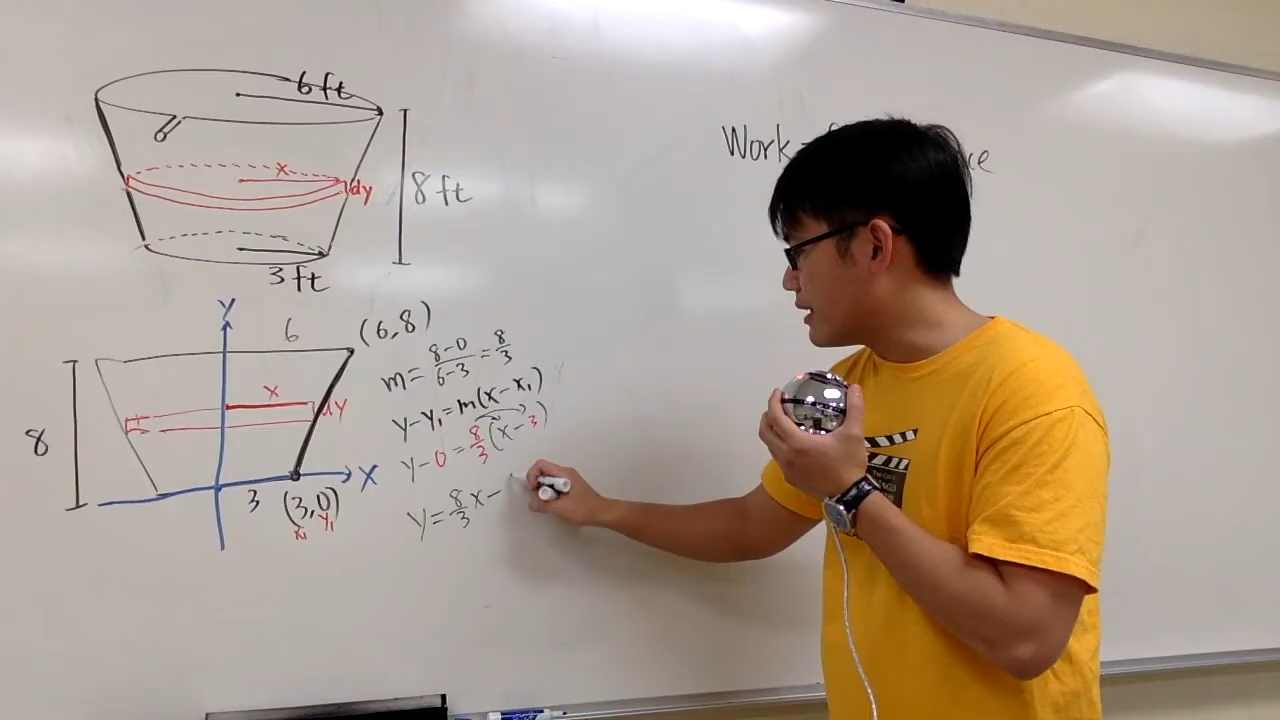 6 ft
x
dy
8 ft
3 ft
Work -
y
6
(6,8)
8
x
dy
x
3
(3,0)
x₁ y₁
m = 8-0/6-3 = 8/3
y-y₁ = m(x-x₁)
y-0 = 8/3(x-3)
y = 8/3x-